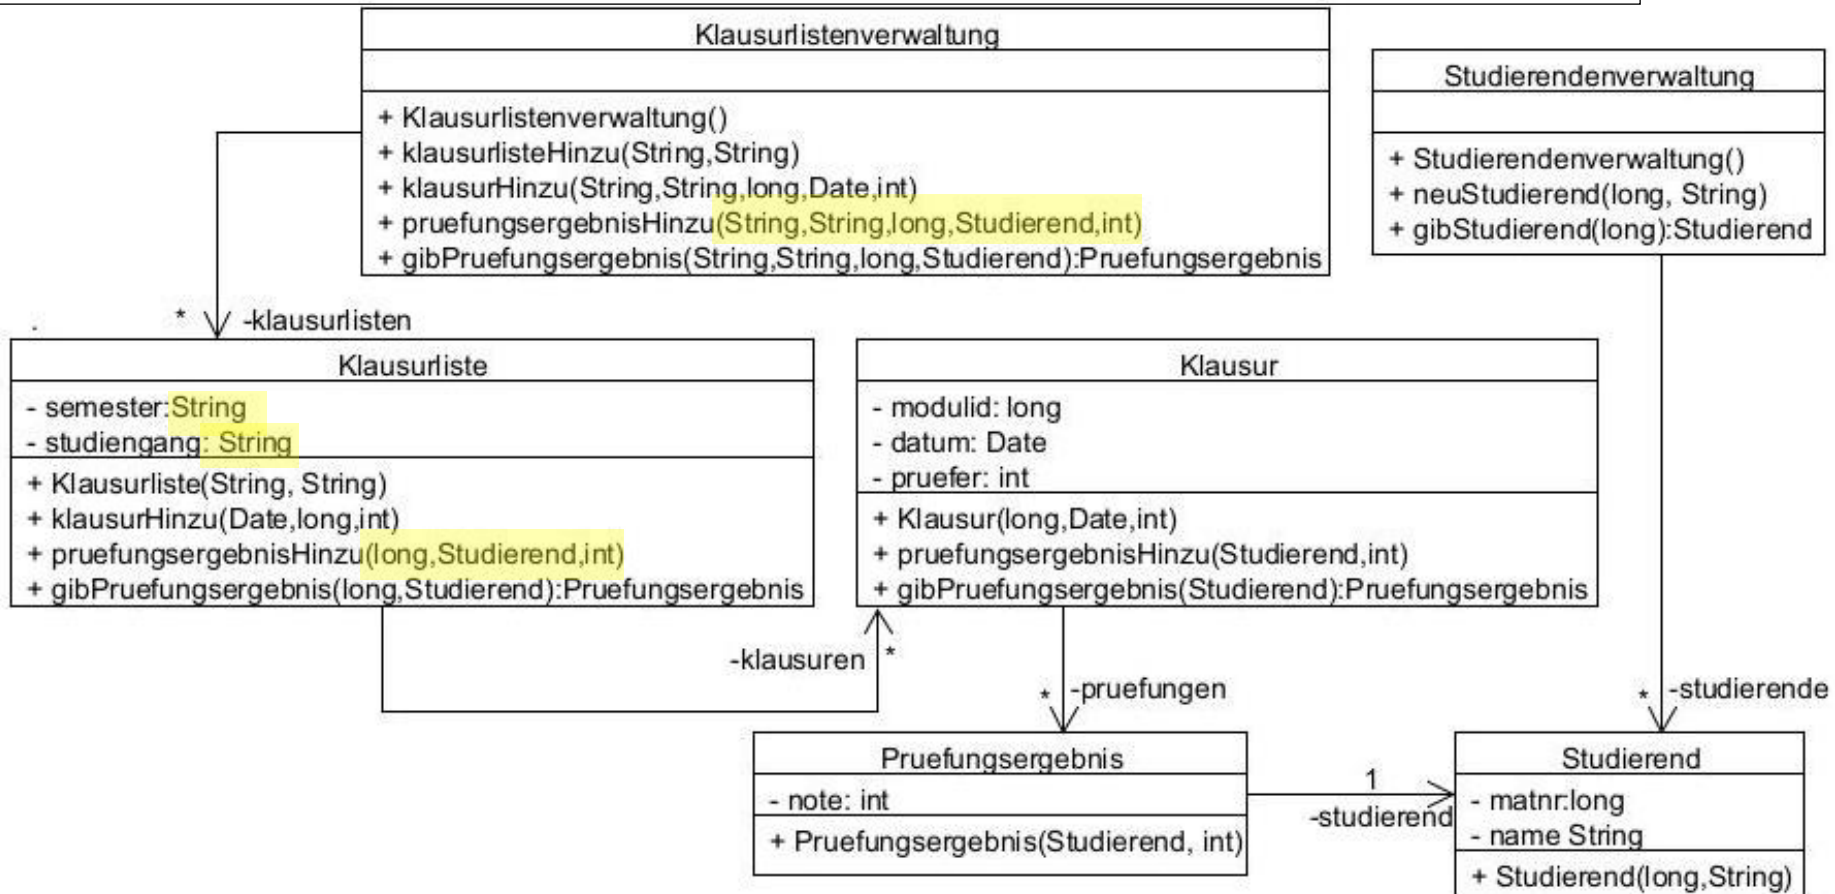 Klausurlistenverwaltung
+ Klausurlistenverwaltung()
+ klausurlisteHinzu(String,String)
+ klausurHinzu(String,String,long,Date,int)
+ pruefungsergebnisHinzu(String,String,long,Studierend,int)
+ gibPruefungsergebnis(String,String,long,Studierend):Pruefungsergebnis
Studierendenverwaltung
+ Studierendenverwaltung()
+ neuStudierend(long, String)
+ gibStudierend(long):Studierend
* -klausurlisten
Klausurliste
- semester:String
- studiengang: String
+ Klausurliste(String, String)
+ klausurHinzu(Date,long,int)
+ pruefungsergebnisHinzu(long,Studierend,int)
+ gibPruefungsergebnis(long,Studierend):Pruefungsergebnis
Klausur
- modulid: long
- datum: Date
- pruefer: int
+ Klausur(long,Date,int)
+ pruefungsergebnisHinzu(Studierend,int)
+ gibPruefungsergebnis(Studierend):Pruefungsergebnis
-klausuren *
* -pruefungen
* -studierende
Pruefungsergebnis
- note: int
+ Pruefungsergebnis(Studierend, int)
1
-studierend
Studierend
- matnr:long
- name String
+ Studierend(long,String)